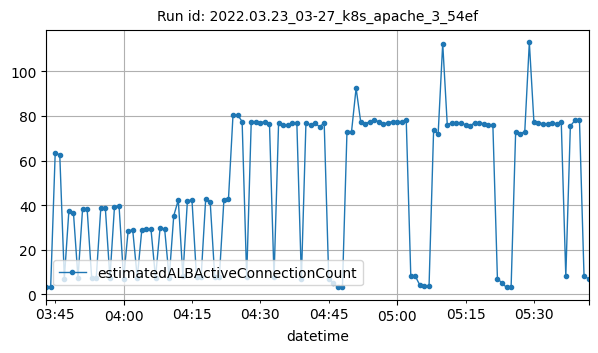 Run id: 2022.03.23_03-27_k8s_apache_3_54ef
100
80
60
40
20
0
estimatedALBActiveConnectionCount
03:45 04:00 04:15 04:30 04:45 05:00 05:15 05:30
datetime